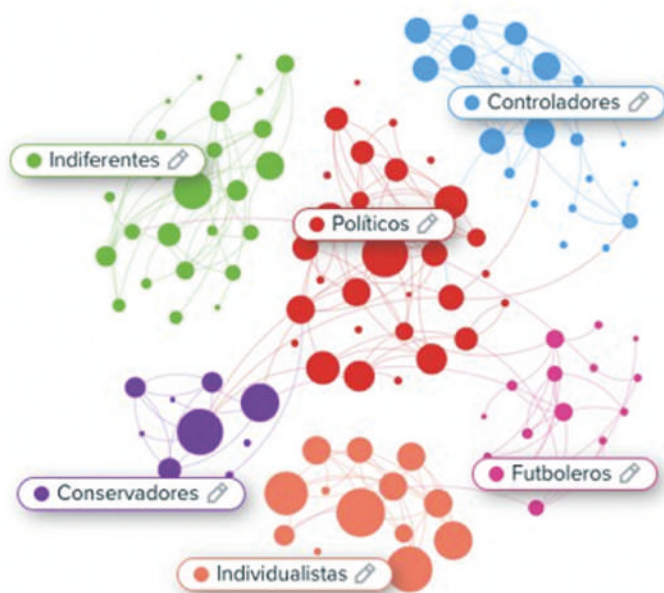 Controladores
Indiferentes
Políticos
Futboleros
Conservadores
Individualistas